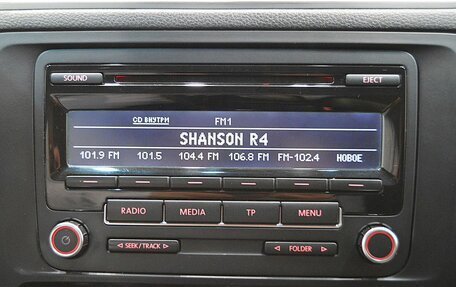 SOUND EJECT
CD ВНУТРИ FM1
SHANSON R4
101.9 FM 101.5 104.4 FM 106.8 FM FM-102.4 НОВОЕ
RADIO MEDIA TP MENU
SEEK/TRACK FOLDER